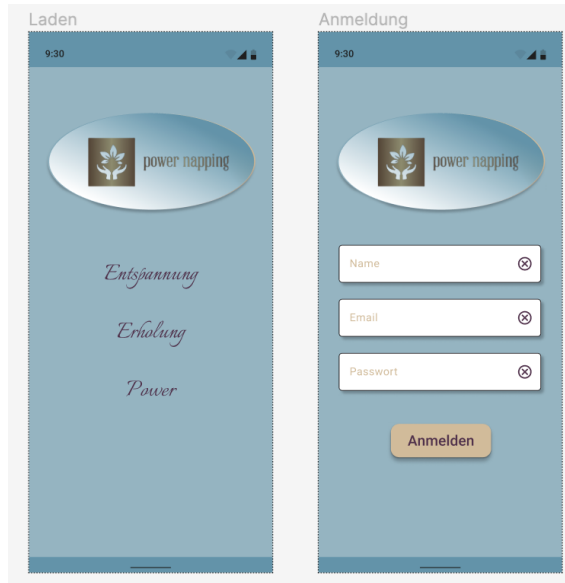 Laden
9:30
power napping
Entspannung
Erholung
Power
Anmeldung
9:30
power napping
Name
Email
Passwort
Anmelden